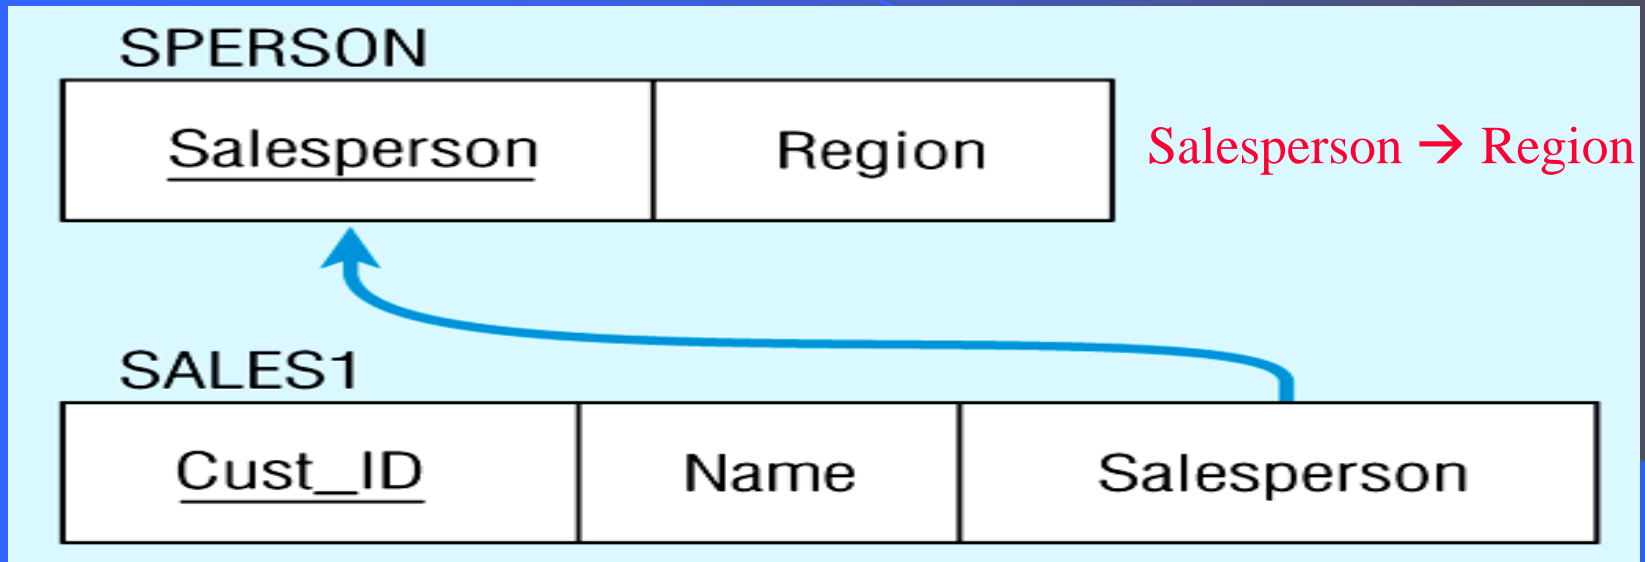 SPERSON
Salesperson Region Salesperson → Region
SALES1
Cust_ID Name Salesperson